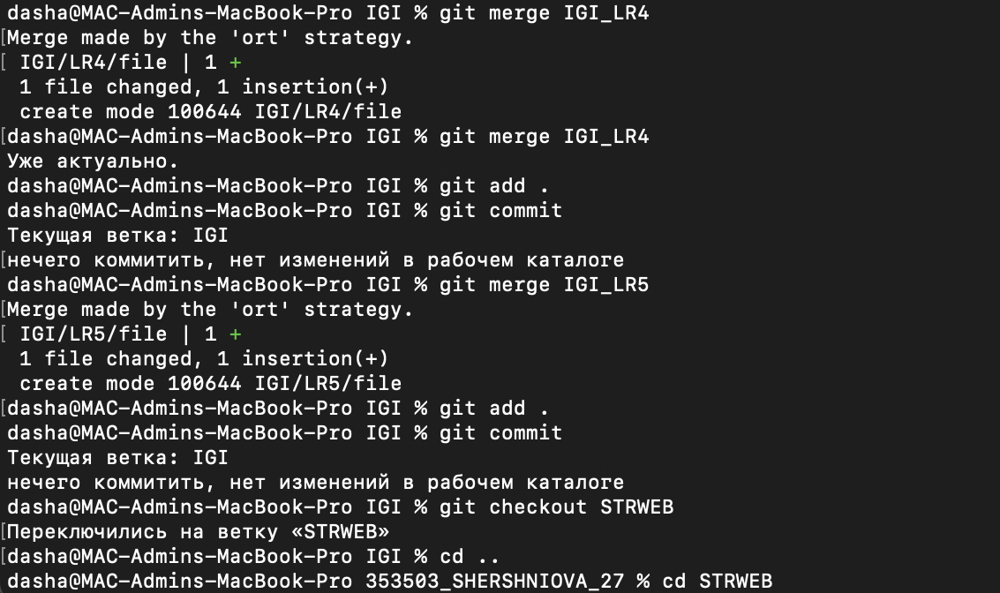 dasha@MAC-Admins-MacBook-Pro IGI % git merge IGI_LR4
[Merge made by the 'ort' strategy.
[ IGI/LR4/file | 1 +
 1 file changed, 1 insertion(+)
 create mode 100644 IGI/LR4/file
[dasha@MAC-Admins-MacBook-Pro IGI % git merge IGI_LR4
Уже актуально.
dasha@MAC-Admins-MacBook-Pro IGI % git add .
dasha@MAC-Admins-MacBook-Pro IGI % git commit
Текущая ветка: IGI
[нечего коммитить, нет изменений в рабочем каталоге
dasha@MAC-Admins-MacBook-Pro IGI % git merge IGI_LR5
[Merge made by the 'ort' strategy.
[ IGI/LR5/file | 1 +
 1 file changed, 1 insertion(+)
 create mode 100644 IGI/LR5/file
[dasha@MAC-Admins-MacBook-Pro IGI % git add .
dasha@MAC-Admins-MacBook-Pro IGI % git commit
Текущая ветка: IGI
нечего коммитить, нет изменений в рабочем каталоге
dasha@MAC-Admins-MacBook-Pro IGI % git checkout STRWEB
[Переключились на ветку «STRWEB»
[dasha@MAC-Admins-MacBook-Pro IGI % cd ..
dasha@MAC-Admins-MacBook-Pro 353503_SHERSHNIOVA_27 % cd STRWEB